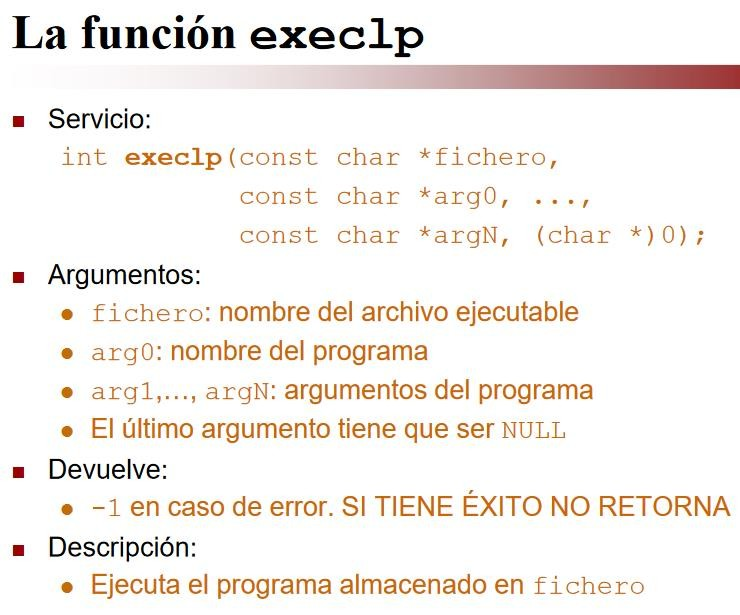 La función execlp
Servicio:
int execlp(const char *fichero,
const char *arg0, ...,
const char *argN, (char *)0);
Argumentos:
fichero: nombre del archivo ejecutable
arg0: nombre del programa
arg1,..., argN: argumentos del programa
El último argumento tiene que ser NULL
Devuelve:
-1 en caso de error. SI TIENE ÉXITO NO RETORNA
Descripción:
Ejecuta el programa almacenado en fichero